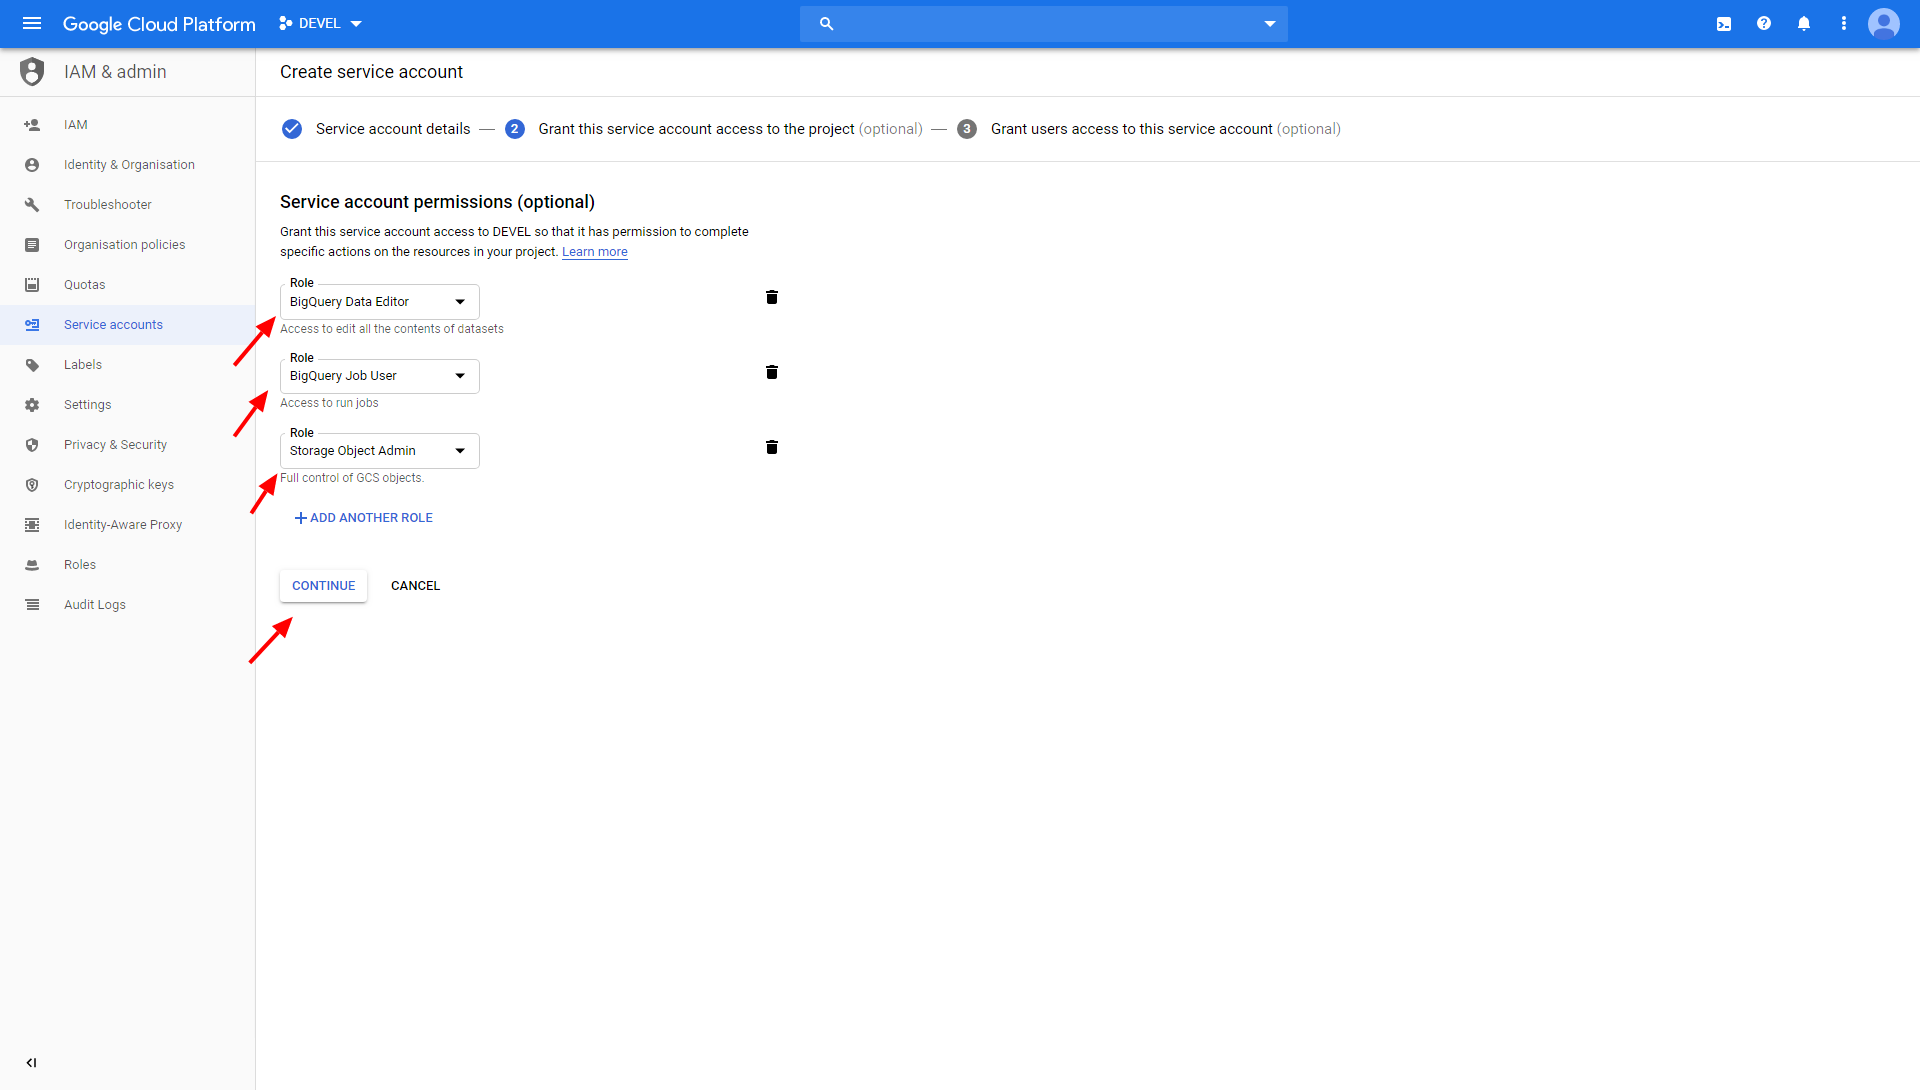 Google Cloud Platform
DEVEL
IAM & admin
Create service account
IAM
Identity & Organisation
Troubleshooter
Organisation policies
Quotas
Service accounts
Labels
Settings
Privacy & Security
Cryptographic keys
Identity-Aware Proxy
Roles
Audit Logs
Service account details — 2 Grant this service account access to the project (optional) — 3 Grant users access to this service account (optional)
Service account permissions (optional)
Grant this service account access to DEVEL so that it has permission to complete
specific actions on the resources in your project. Learn more
Role
BigQuery Data Editor
Access to edit all the contents of datasets
Role
BigQuery Job User
Access to run jobs
Role
Storage Object Admin
Full control of GCS objects.
ADD ANOTHER ROLE
CONTINUE CANCEL